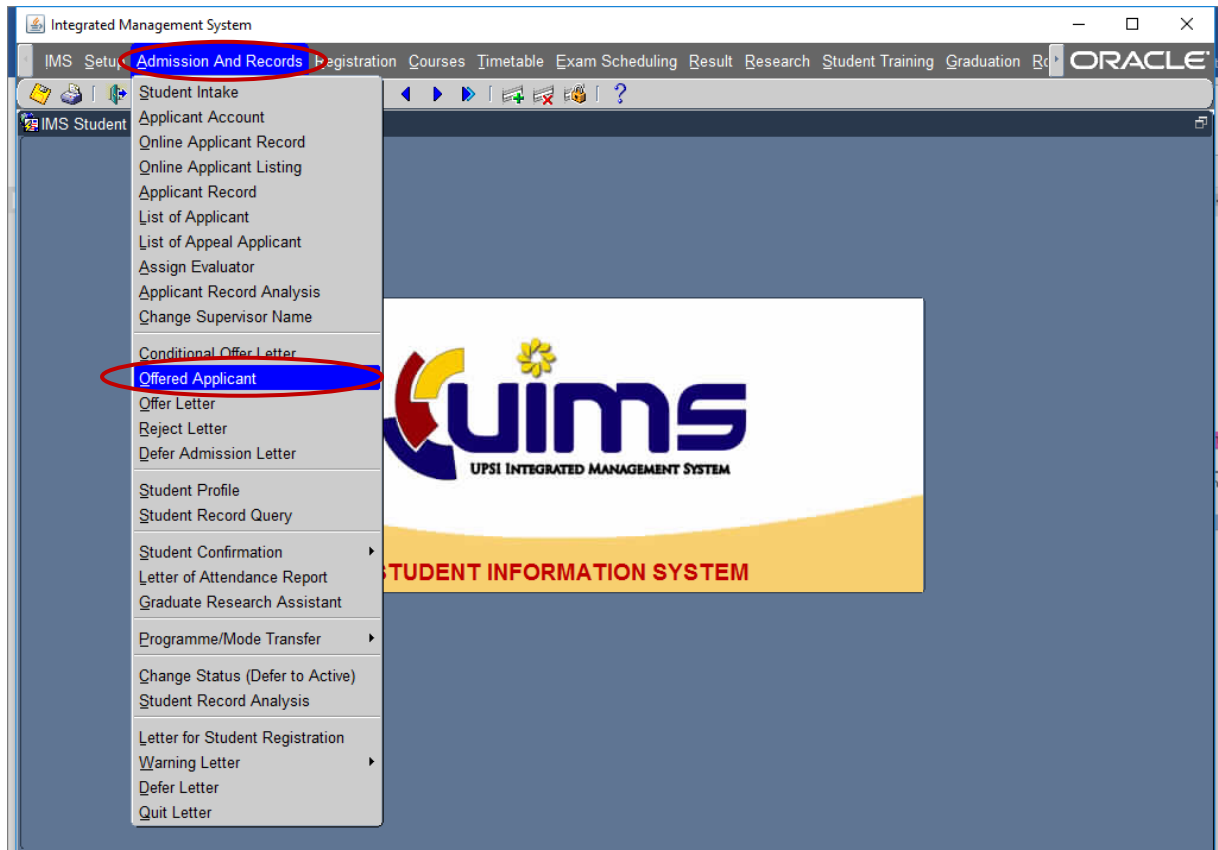 Integrated Management System
IMS Setup Admission And Records Registration Courses Timetable Exam Scheduling Result Research Student Training Graduation ORACLE
IMS Student
Student Intake
Applicant Account
Online Applicant Record
Online Applicant Listing
Applicant Record
List of Applicant
List of Appeal Applicant
Assign Evaluator
Applicant Record Analysis
Change Supervisor Name
Conditional Offer Letter
Offered Applicant
Offer Letter
Reject Letter
Defer Admission Letter
Student Profile
Student Record Query
Student Confirmation
Letter of Attendance Report
Graduate Research Assistant
Programme/Mode Transfer
Change Status (Defer to Active)
Student Record Analysis
Letter for Student Registration
Warning Letter
Defer Letter
Quit Letter
uims
UPSI INTEGRATED MANAGEMENT SYSTEM
STUDENT INFORMATION SYSTEM